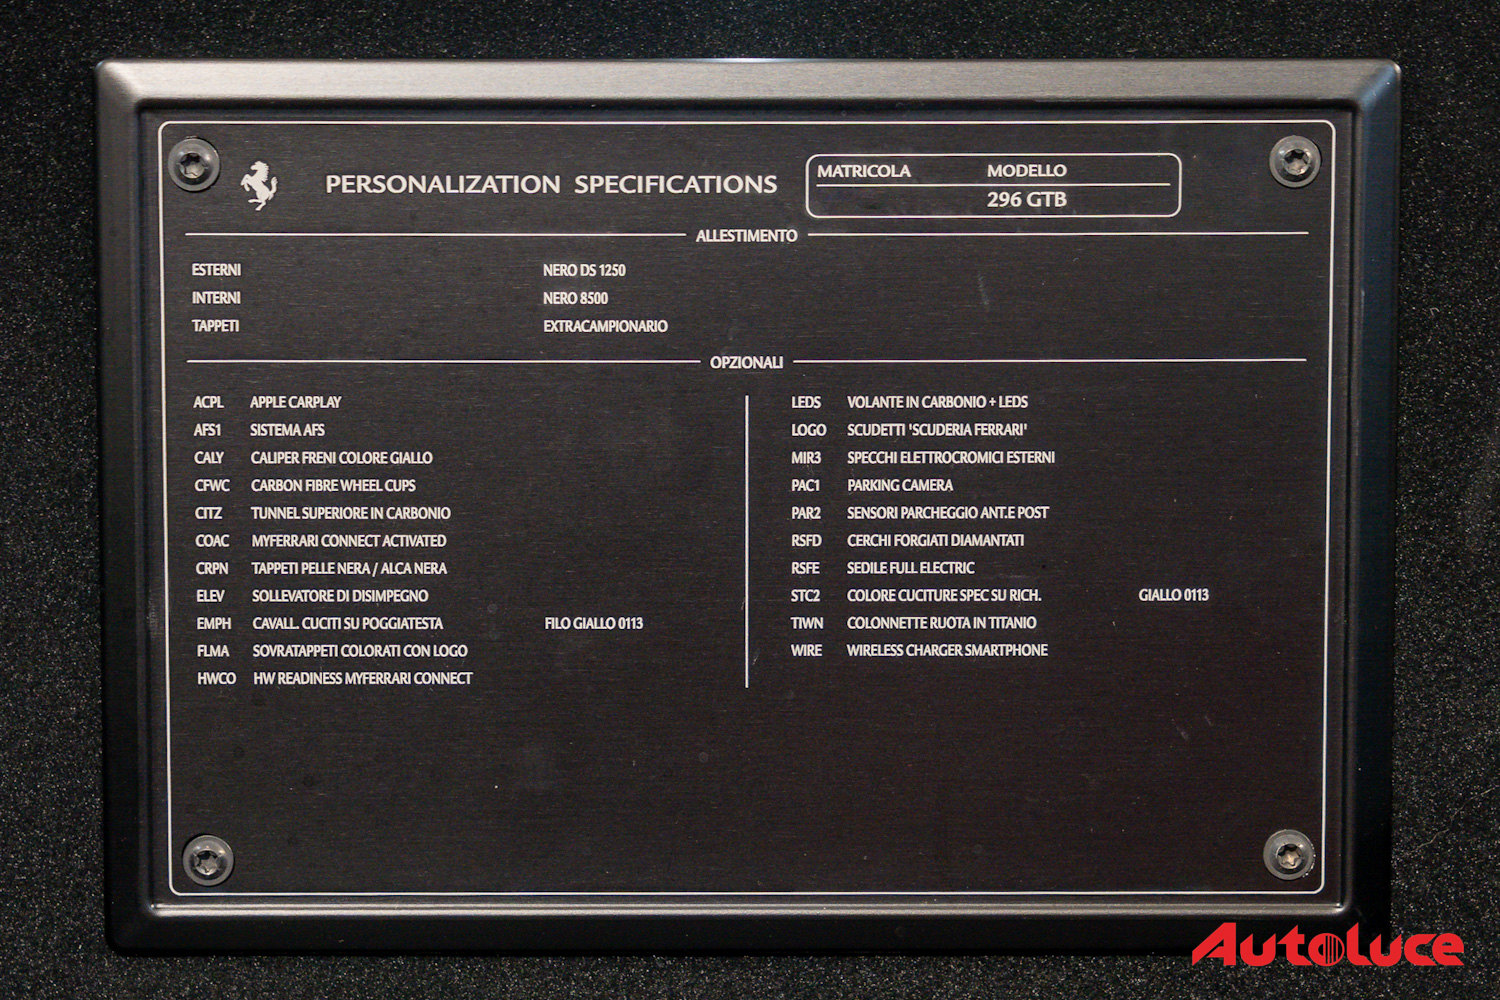 PERSONALIZATION SPECIFICATIONS
MATRICOLA MODELLO
296 GTB
ALLESTIMENTO
ESTERNI NERO DS 1250
INTERNI NERO 8500
TAPPETI EXTRACAMPIONARIO
OPZIONALI
ACPL APPLE CARPLAY
AFS1 SISTEMA AFS
CALY CALIPER FRENI COLORE GIALLO
CFWC CARBON FIBRE WHEEL CUPS
CITZ TUNNEL SUPERIORE IN CARBONIO
COAC MYFERRARI CONNECT ACTIVATED
CRPN TAPPETI PELLE NERA / ALCA NERA
ELEV SOLLEVATORE DI DISIMPEGNO
EMPH CAVALL. CUCITI SU POGGIATESTA FILO GIALLO 0113
FLMA SOVRATAPPETI COLORATI CON LOGO
HWCO HW READINESS MYFERRARI CONNECT
LEDS VOLANTE IN CARBONIO + LEDS
LOGO SCUDETTI 'SCUDERIA FERRARI'
MIR3 SPECCHI ELETTROCROMICI ESTERNI
PAC1 PARKING CAMERA
PAR2 SENSORI PARCHEGGIO ANT.E POST
RSFD CERCHI FORGIATI DIAMANTATI
RSFE SEDILE FULL ELECTRIC
STC2 COLORE CUCITURE SPEC SU RICH. GIALLO 0113
TIWN COLONNETTE RUOTA IN TITANIO
WIRE WIRELESS CHARGER SMARTPHONE
Autoluce